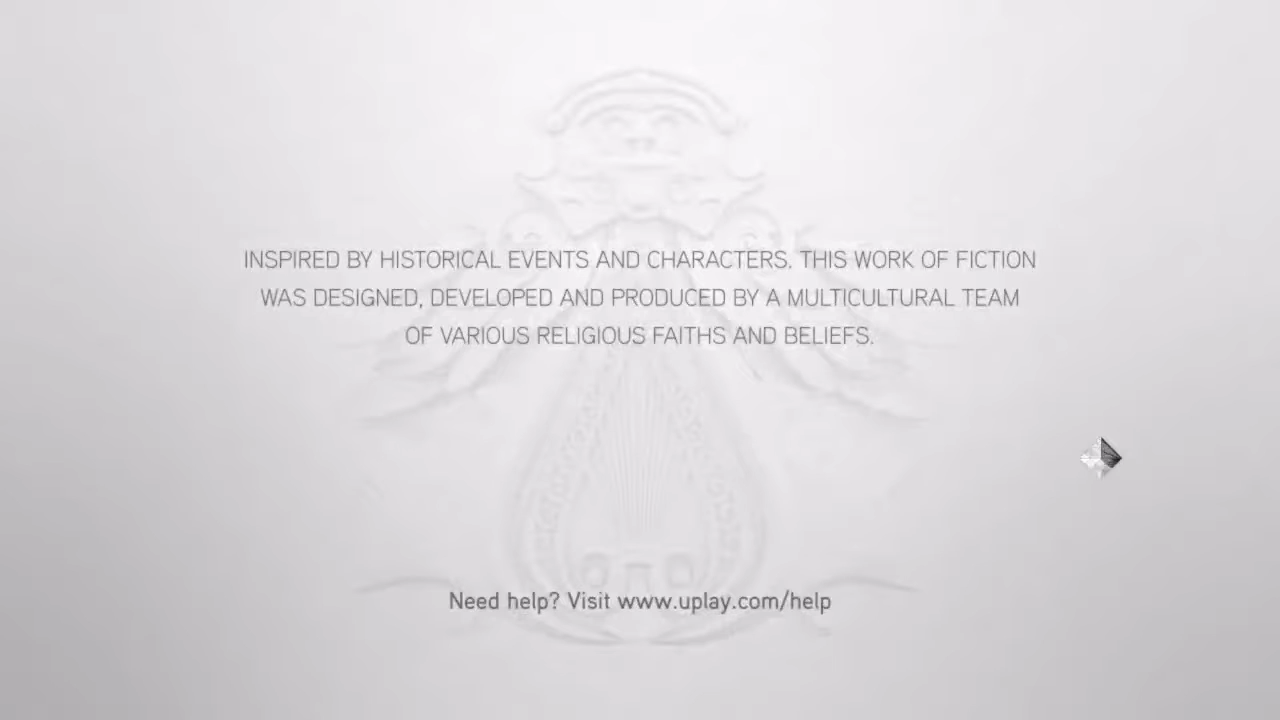 INSPIRED BY HISTORICAL EVENTS AND CHARACTERS. THIS WORK OF FICTION
WAS DESIGNED, DEVELOPED AND PRODUCED BY A MULTICULTURAL TEAM
OF VARIOUS RELIGIOUS FAITHS AND BELIEFS.
Need help? Visit www.uplay.com/help